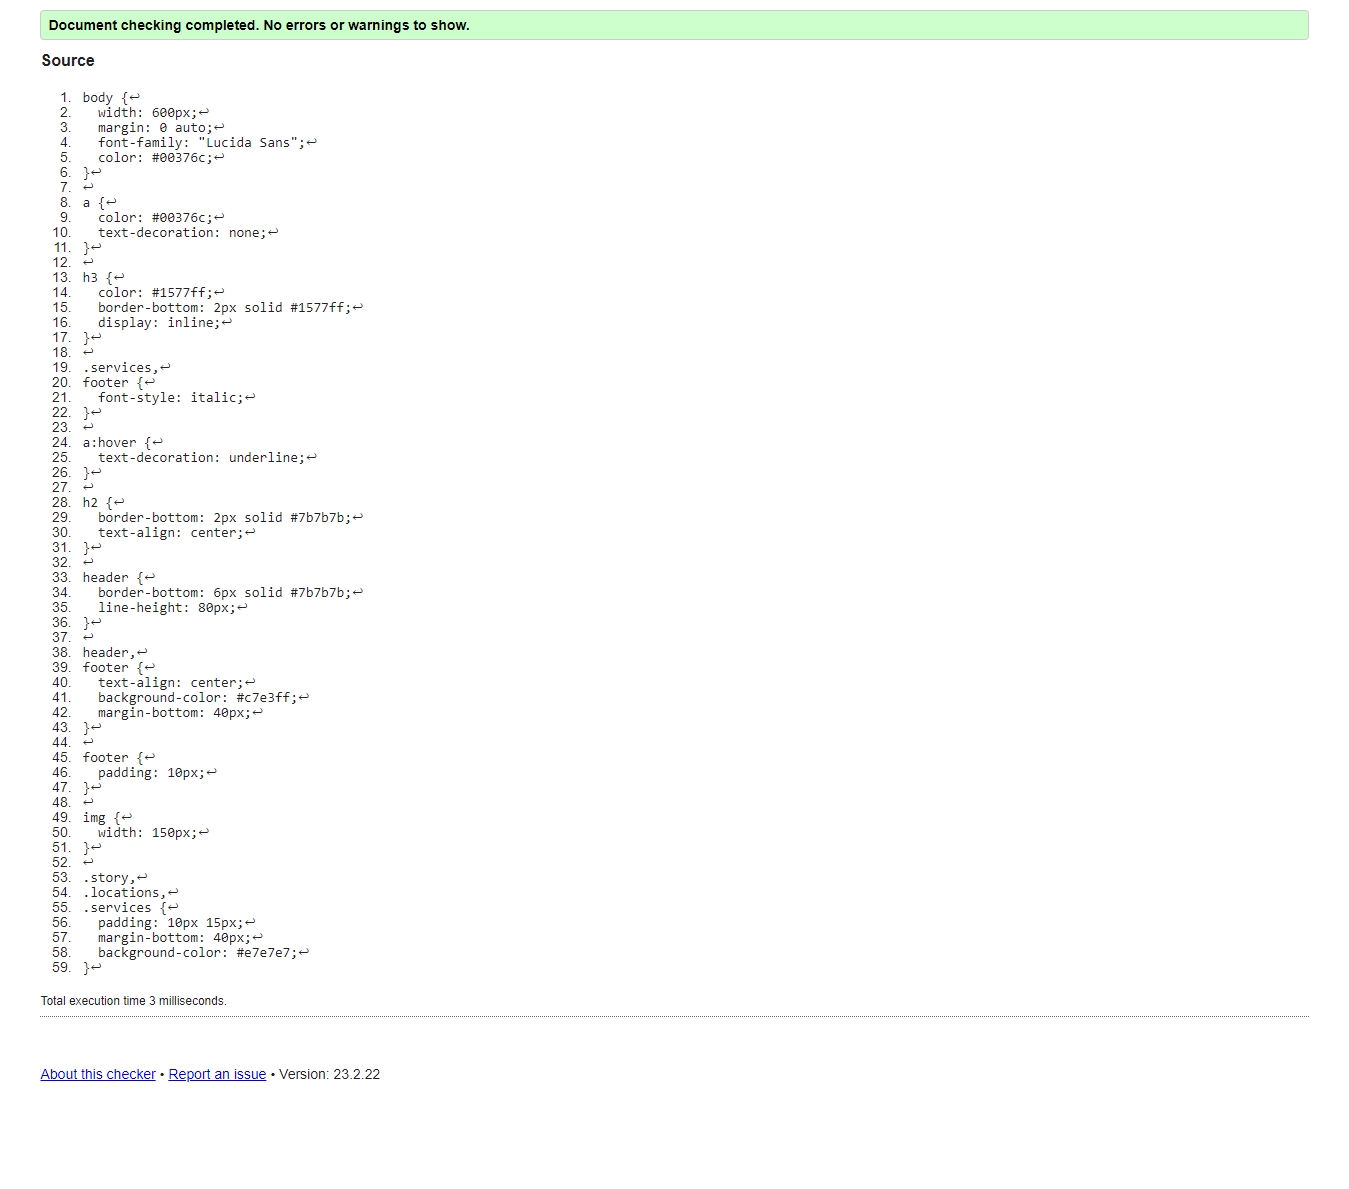 Document checking completed. No errors or warnings to show.
Source
1. body {↩
2.   width: 600px;↩
3.   margin: 0 auto;↩
4.   font-family: "Lucida Sans";↩
5.   color: #00376c;↩
6. }↩
7. ↩
8. a {↩
9.   color: #00376c;↩
10.   text-decoration: none;↩
11. }↩
12. ↩
13. h3 {↩
14.   color: #1577ff;↩
15.   border-bottom: 2px solid #1577ff;↩
16.   display: inline;↩
17. }↩
18. ↩
19. .services,↩
20. footer {↩
21.   font-style: italic;↩
22. }↩
23. ↩
24. a:hover {↩
25.   text-decoration: underline;↩
26. }↩
27. ↩
28. h2 {↩
29.   border-bottom: 2px solid #7b7b7b;↩
30.   text-align: center;↩
31. }↩
32. ↩
33. header {↩
34.   border-bottom: 6px solid #7b7b7b;↩
35.   line-height: 80px;↩
36. }↩
37. ↩
38. header,↩
39. footer {↩
40.   text-align: center;↩
41.   background-color: #c7e3ff;↩
42.   margin-bottom: 40px;↩
43. }↩
44. ↩
45. footer {↩
46.   padding: 10px;↩
47. }↩
48. ↩
49. img {↩
50.   width: 150px;↩
51. }↩
52. ↩
53. .story,↩
54. .locations,↩
55. .services {↩
56.   padding: 10px 15px;↩
57.   margin-bottom: 40px;↩
58.   background-color: #e7e7e7;↩
59. }↩
Total execution time 3 milliseconds.
About this checker • Report an issue • Version: 23.2.22